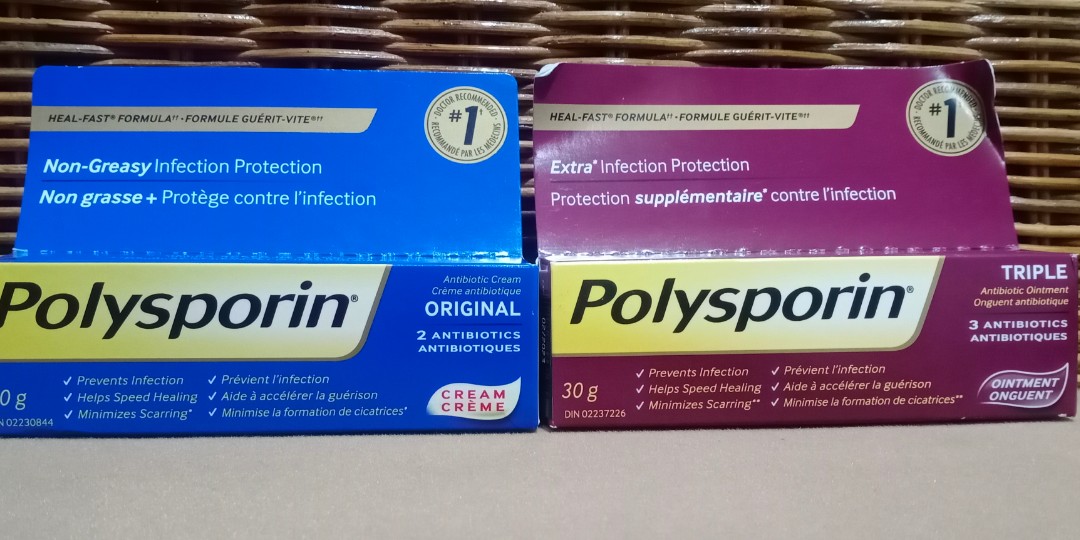 HEAL-FAST® FORMULA†† • FORMULE GUÉRIT-VITE®††
DOCTOR RECOMMENDED
#1†
RECOMMANDÉ PAR LES MÉDECINS
Non-Greasy Infection Protection
Non grasse + Protège contre l'infection
Polysporin®
Antibiotic Cream
Crème antibiotique
ORIGINAL
2 ANTIBIOTICS
ANTIBIOTIQUES
✓ Prevents Infection ✓ Prévient l'infection
✓ Helps Speed Healing ✓ Aide à accélérer la guérison
✓ Minimizes Scarring* ✓ Minimise la formation de cicatrices*
0 g
N 02230844
CREAM
CRÈME
HEAL-FAST® FORMULA†† • FORMULE GUÉRIT-VITE®††
DOCTOR
#1
RECOMMANDÉ PAR LES MÉDECINS
Extra* Infection Protection
Protection supplémentaire* contre l'infection
Polysporin®
TRIPLE
Antibiotic Ointment
Onguent antibiotique
3 ANTIBIOTICS
ANTIBIOTIQUES
30 g
DIN 02237226
✓ Prevents Infection ✓ Prévient l'infection
✓ Helps Speed Healing ✓ Aide à accélérer la guérison
✓ Minimizes Scarring** ✓ Minimise la formation de cicatrices**
OINTMENT
ONGUENT